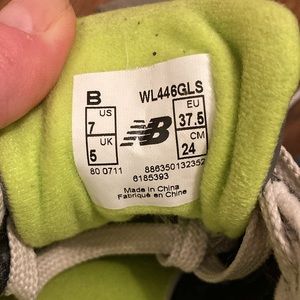 B WL446GLS
US EU
7 NB 37.5
UK CM
5 24
80 0711 886350132352
6185393
Made in China
Fabriqué en Chine